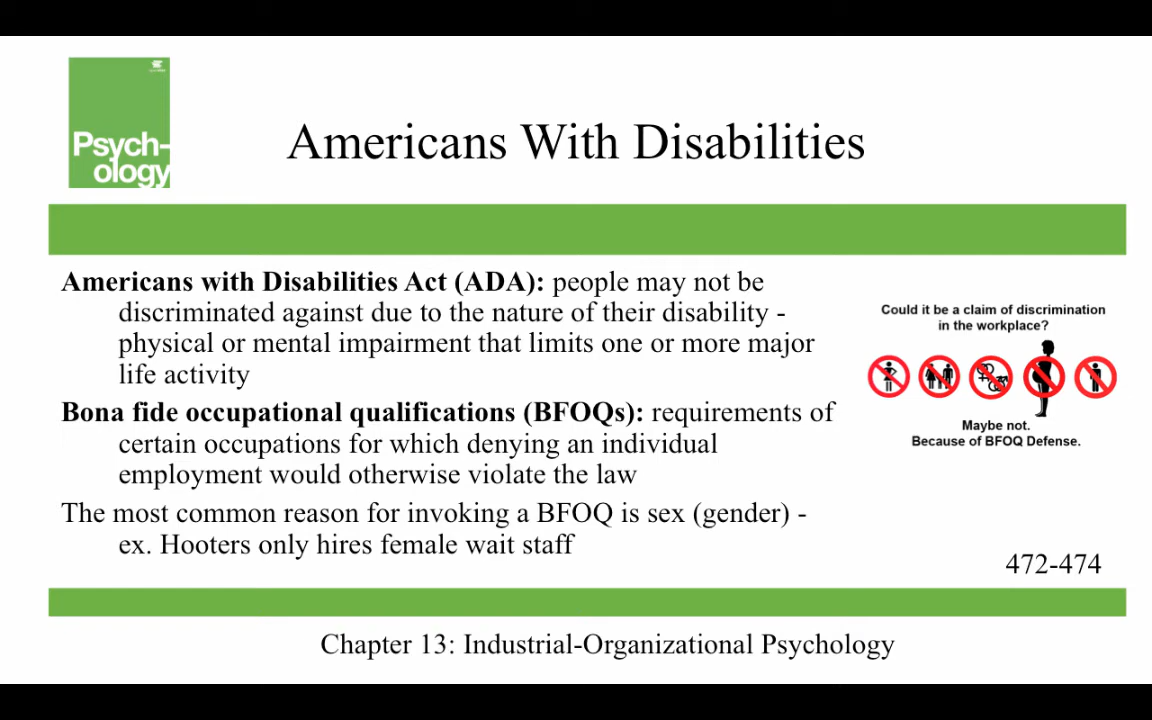 Psych-
ology
Americans With Disabilities
Americans with Disabilities Act (ADA): people may not be
discriminated against due to the nature of their disability -
physical or mental impairment that limits one or more major
life activity
Bona fide occupational qualifications (BFOQs): requirements of
certain occupations for which denying an individual
employment would otherwise violate the law
The most common reason for invoking a BFOQ is sex (gender) -
ex. Hooters only hires female wait staff
Could it be a claim of discrimination
in the workplace?
Maybe not.
Because of BFOQ Defense.
472-474
Chapter 13: Industrial-Organizational Psychology